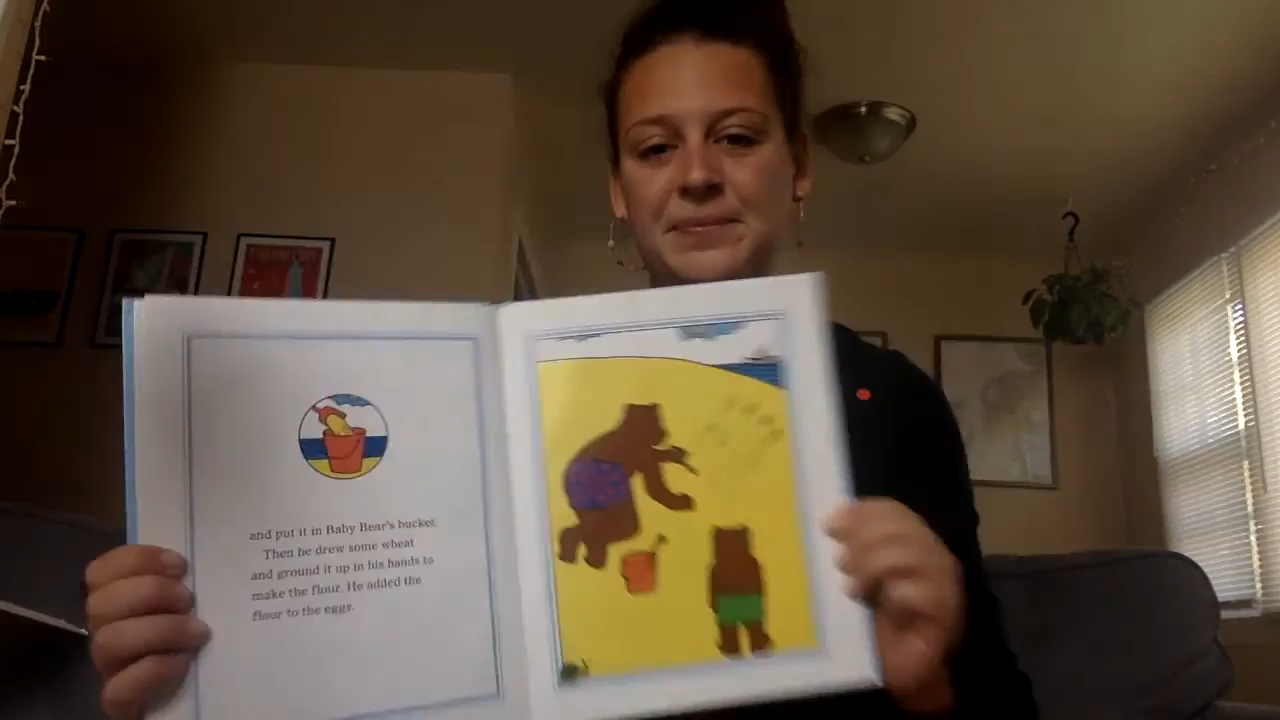 and put it in Baby Bear's bucket.
Then he drew some wheat
and ground it up in his hands to
make the flour. He added the
flour to the eggs.